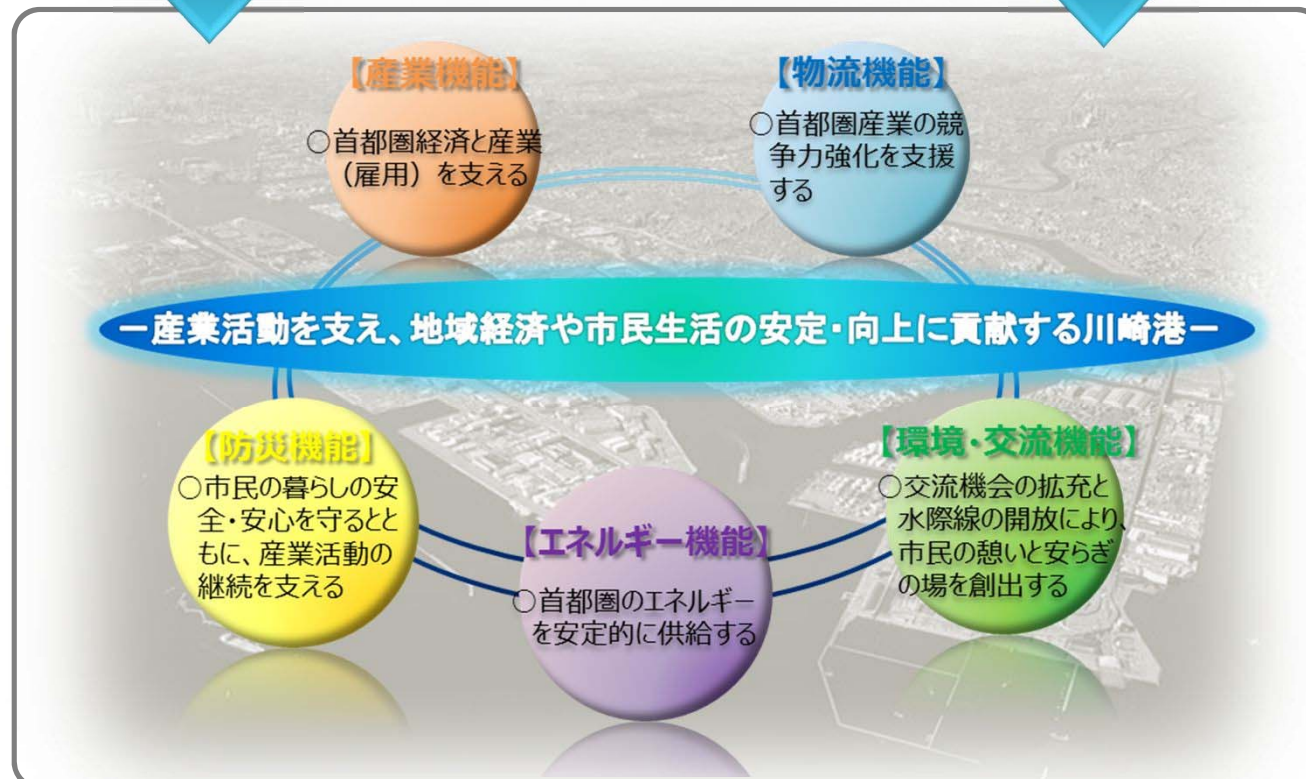 【産業機能】
○首都圏経済と産業
(雇用)を支える
【物流機能】
○首都圏産業の競
争力強化を支援
する
－産業活動を支え、地域経済や市民生活の安定・向上に貢献する川崎港－
【防災機能】
○市民の暮らしの安
全・安心を守るとと
もに、産業活動の
継続を支える
【エネルギー機能】
○首都圏のエネルギー
を安定的に供給する
【環境・交流機能】
○交流機会の拡充と
水際線の開放により、
市民の憩いと安らぎ
の場を創出する